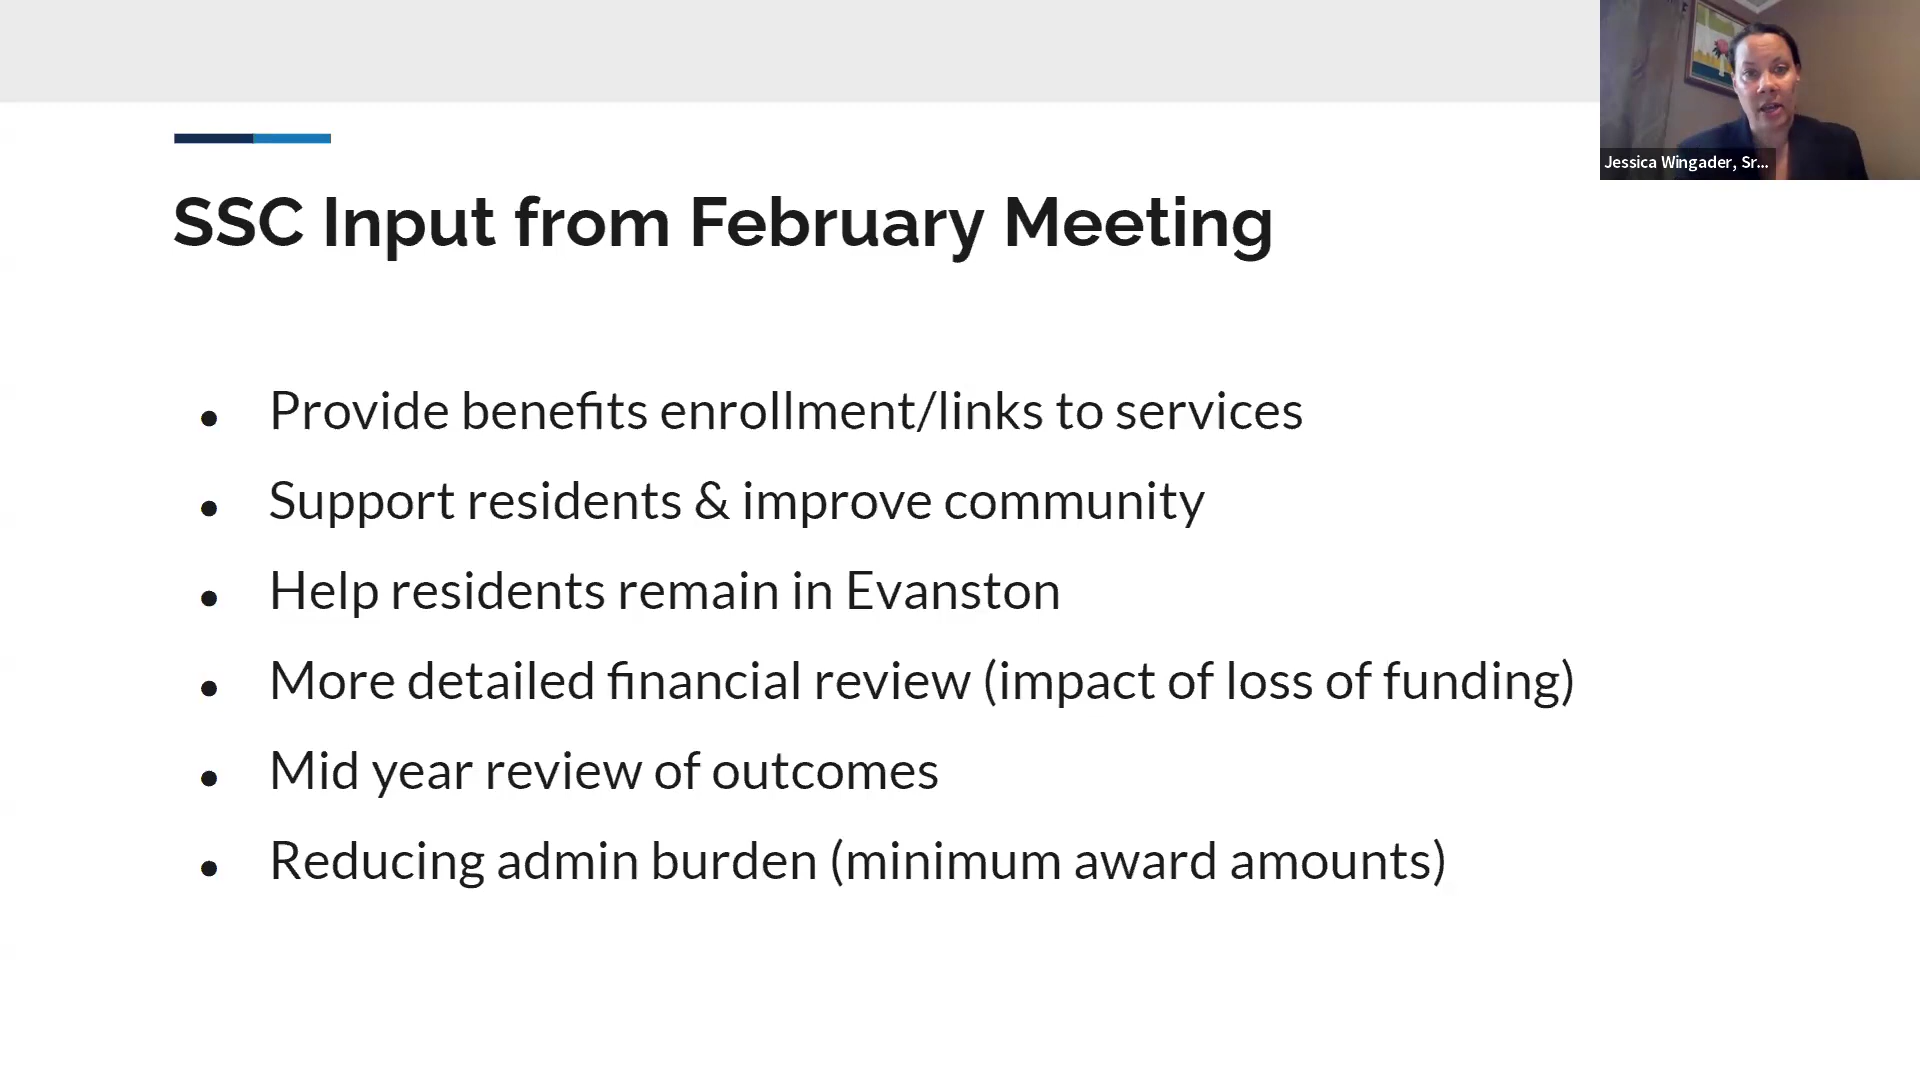 Jessica Wingader, Sr...
SSC Input from February Meeting
● Provide benefits enrollment/links to services
● Support residents & improve community
● Help residents remain in Evanston
● More detailed financial review (impact of loss of funding)
● Mid year review of outcomes
● Reducing admin burden (minimum award amounts)